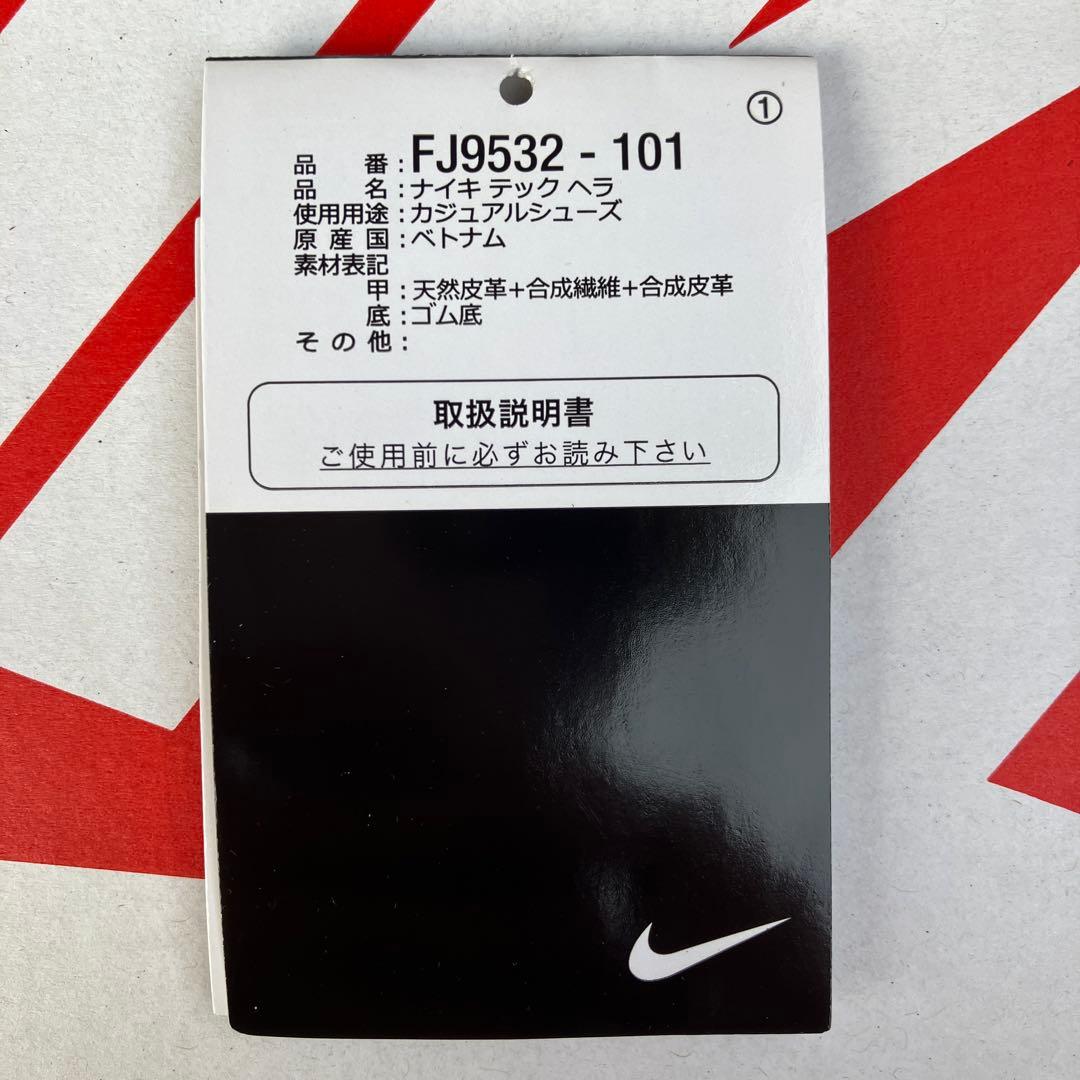 ①
品番:FJ9532 - 101
品名:ナイキ テック ヘラ
使用用途:カジュアルシューズ
原産国:ベトナム
素材表記
甲:天然皮革+合成繊維+合成皮革
底:ゴム底
その他:
取扱説明書
ご使用前に必ずお読み下さい